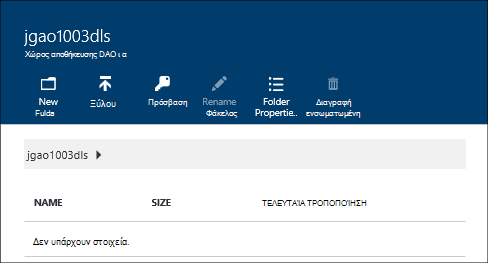 jgao1003dls
Χώρος αποθήκευσης DAO ι α
New Fulda
Ξύλου
Πρόσβαση
Rename Φάκελος
Folder Propertie..
Διαγραφή ενσωματωμένη
jgao1003dls
NAME SIZE ΤΕΛΕΥΤΑΊΑ ΤΡΟΠΟΠΟΊΗΣΗ
Δεν υπάρχουν στοιχεία.